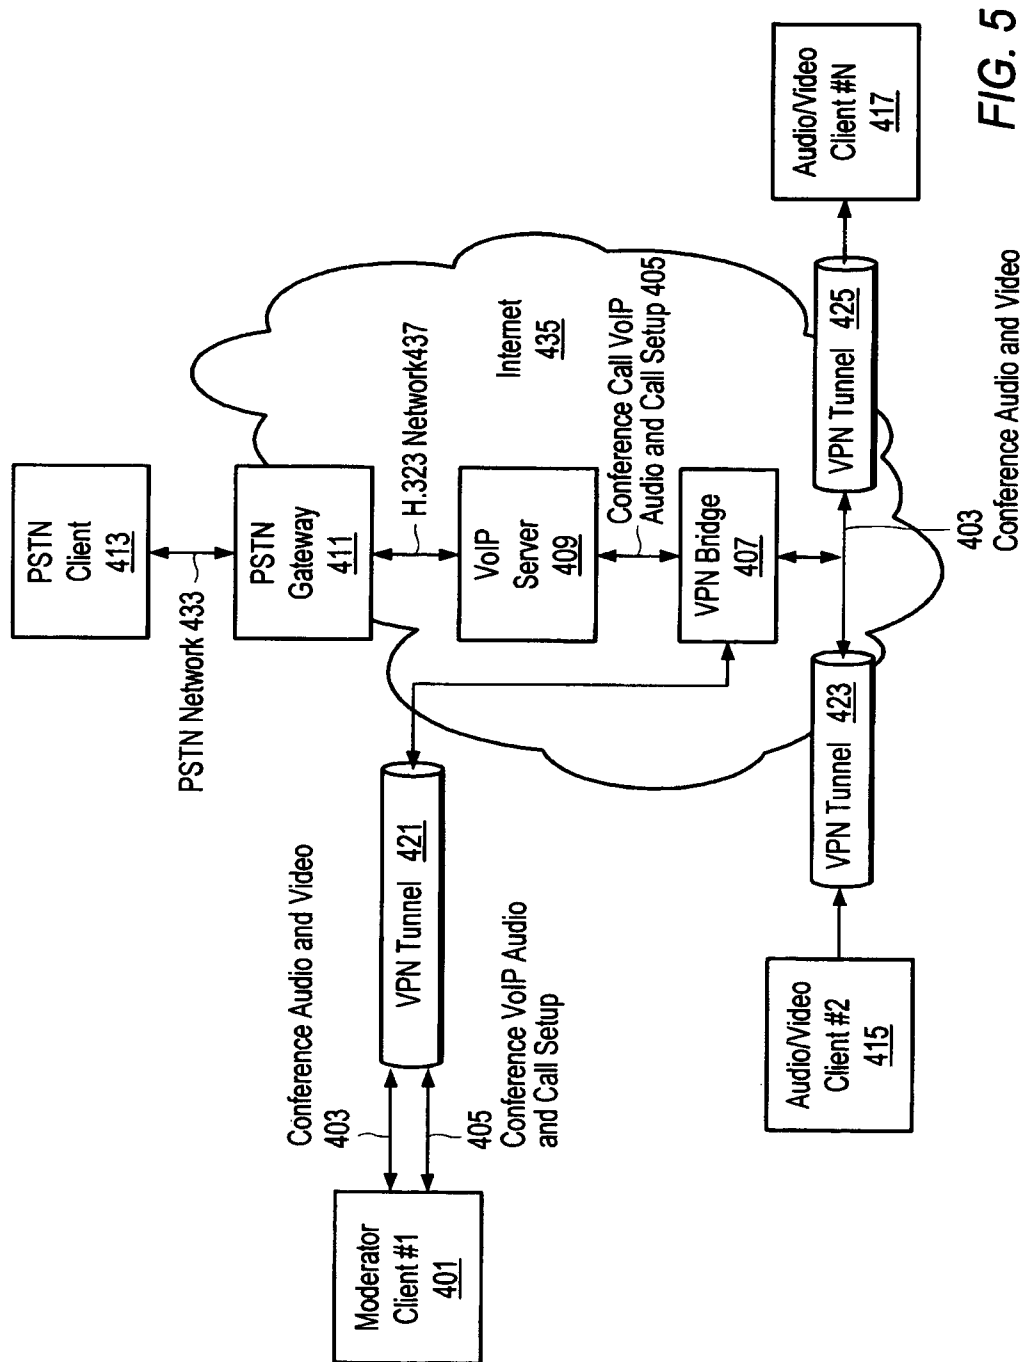 PSTN
Client
413
PSTN Network 433
PSTN
Gateway
411
H.323 Network437
VoIP
Server
409
Internet
435
Conference Call VoIP
Audio and Call Setup 405
VPN Bridge
407
Moderator
Client #1
401
Conference Audio and Video
403
405
Conference VoIP Audio
and Call Setup
VPN Tunnel 421
Audio/Video
Client #2
415
VPN Tunnel 423
VPN Tunnel 425
403
Conference Audio and Video
Audio/Video
Client #N
417
FIG. 5